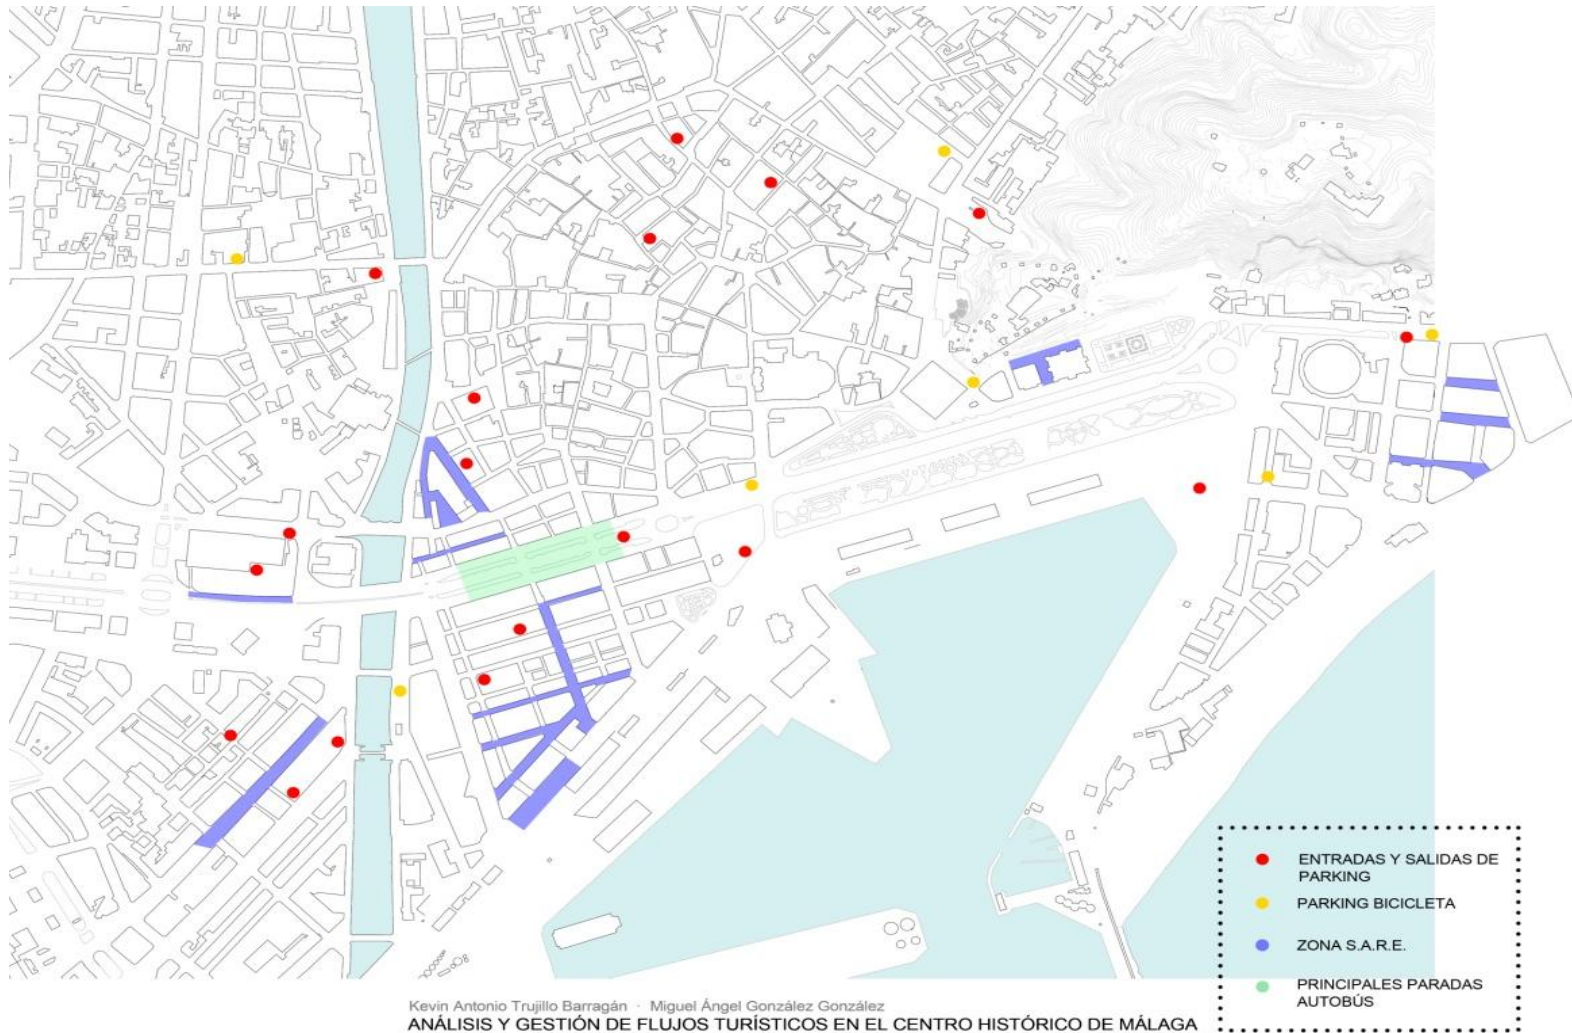 ENTRADAS Y SALIDAS DE
PARKING
PARKING BICICLETA
ZONA S.A.R.E.
PRINCIPALES PARADAS
AUTOBÚS
Kevin Antonio Trujillo Barragán · Miguel Ángel González González
ANÁLISIS Y GESTIÓN DE FLUJOS TURÍSTICOS EN EL CENTRO HISTÓRICO DE MÁLAGA